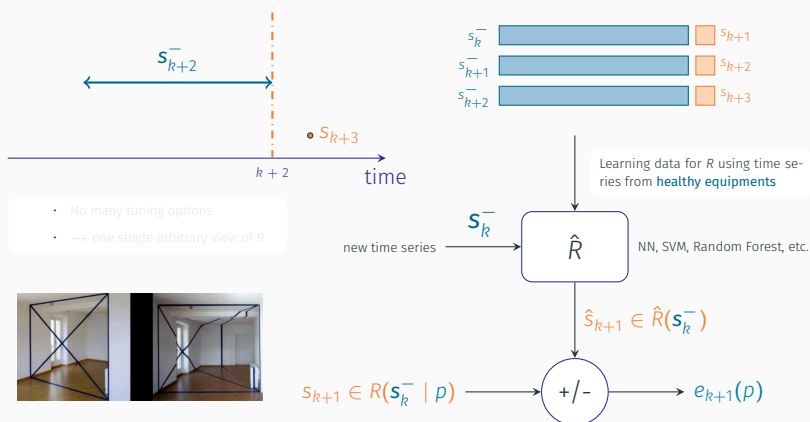 s⁻ₖ₊₂
sₖ₊₃
k + 2
time
• No many tuning options
• → one single arbitrary view of R
s⁻ₖ sₖ₊₁
s⁻ₖ₊₁ sₖ₊₂
s⁻ₖ₊₂ sₖ₊₃
Learning data for R using time se-
ries from healthy equipments
new time series
s⁻ₖ
R̂
NN, SVM, Random Forest, etc.
ŝₖ₊₁ ∈ R̂(s⁻ₖ)
sₖ₊₁ ∈ R(s⁻ₖ | p)
+/-
eₖ₊₁(p)